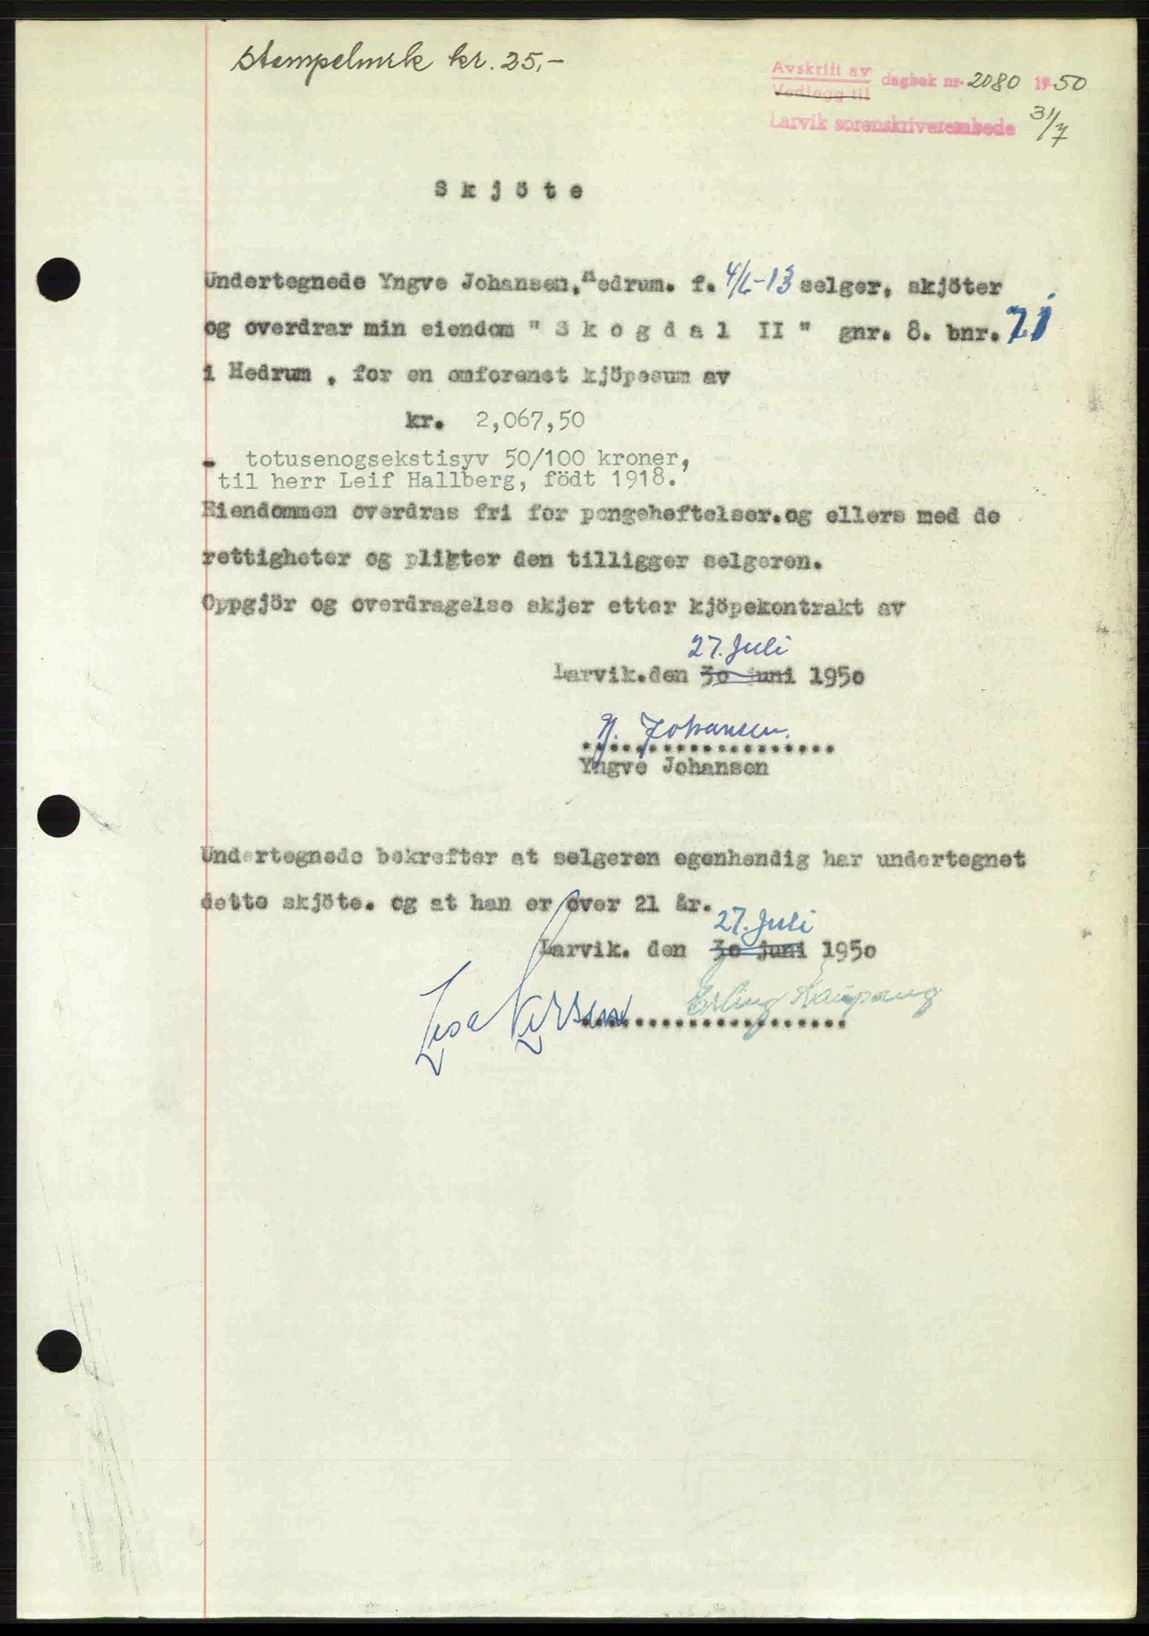 Stempelmrk kr. 25,-
Avskrift av
Vedlegg til
dagbok nr. 2080 1950
Larvik sorenskriverembede 31/7
Skjöte
Undertegnede Yngve Johansen, Hedrum. f. 4/6-13 selger, skjöter
og overdrar min eiendom " S k o g d a l II " gnr. 8. bnr. 71
i Hedrum , for en omforenet kjöpesum av
kr. 2,067,50
- totusenogsekstisyv 50/100 kroner,
til herr Leif Hallberg, födt 1918.
Eiendommen overdras fri for pengeheftelser.og ellers med de
rettigheter og plikter den tilligger selgeren.
Oppgjör og overdragelse skjer etter kjöpekontrakt av
27. Juli
Larvik.den 30 juni 1950
Y. Johansen.
Yngve Johansen
Undertegnede bekrefter at selgeren egenhendig har undertegnet
dette skjöte. og at han er over 21 år.
27. Juli
Larvik. den 30 juni 1950
Erling